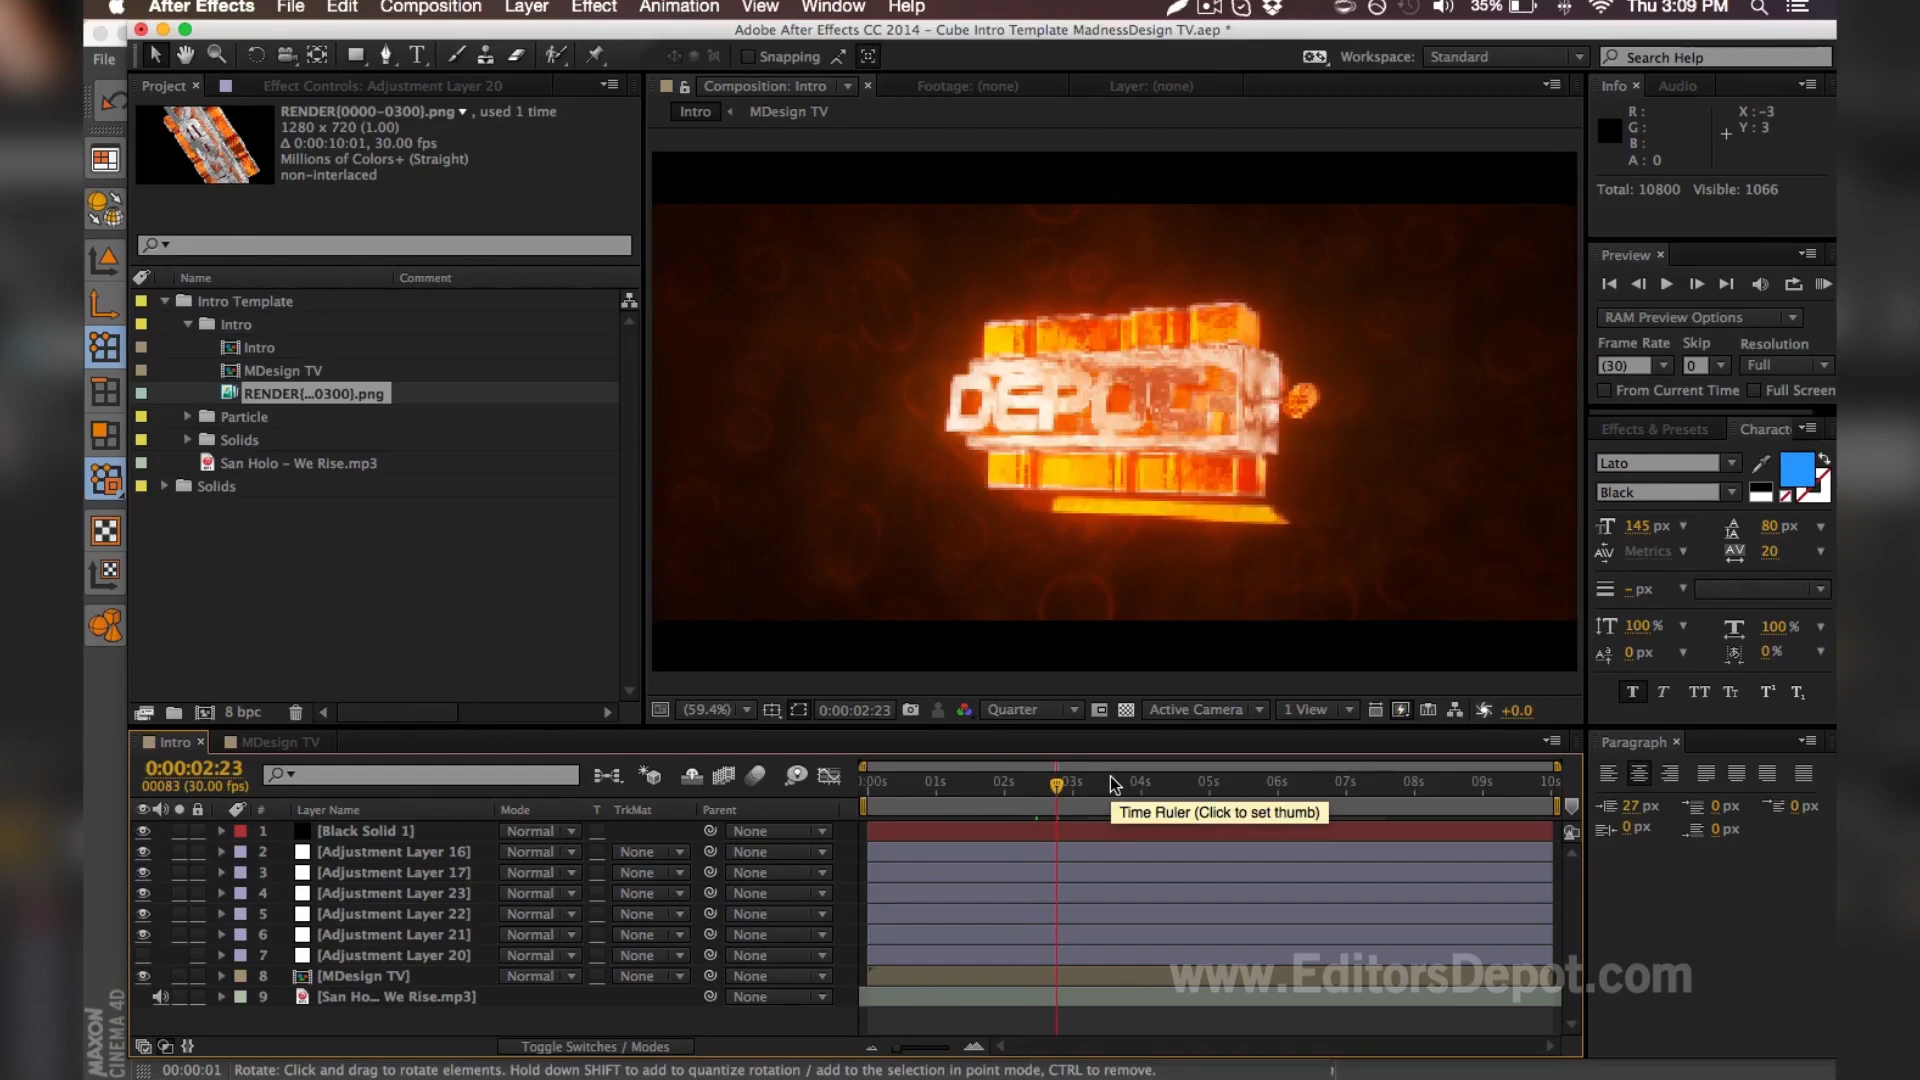 After Effects File Edit Composition Layer Effect Animation View Window Help 35% Thu 3:09 PM
File
Adobe After Effects CC 2014 - Cube Intro Template MadnessDesign TV.aep *
Snapping Workspace: Standard Search Help
Project Effect Controls: Adjustment Layer 20
Composition: Intro Footage: (none) Layer: (none)
Info Audio
Intro MDesign TV
RENDER{0000-0300}.png , used 1 time
1280 x 720 (1.00)
Δ 0:00:10:01, 30.00 fps
Millions of Colors+ (Straight)
non-interlaced
R : X : -3
G : Y : 3
B :
A : 0
Total: 10800 Visible: 1066
Name Comment
Intro Template
Intro
Intro
MDesign TV
RENDER{...0300}.png
Particle
Solids
San Holo - We Rise.mp3
Solids
DEPO
Preview
RAM Preview Options
Frame Rate Skip Resolution
(30) 0 Full
From Current Time Full Screen
Effects & Presets Charact
Lato
Black
145 px 80 px
Metrics 20
- px
100 % 100 %
0 px 0 %
T T TT Tr T¹ T₁
8 bpc
(59.4%) 0:00:02:23 Quarter Active Camera 1 View +0.0
Intro MDesign TV
0:00:02:23
00083 (30.00 fps)
:00s 01s 02s 03s 04s 05s 06s 07s 08s 09s 10s
Time Ruler (Click to set thumb)
# Layer Name Mode T TrkMat Parent
1 [Black Solid 1] Normal None
2 [Adjustment Layer 16] Normal None None
3 [Adjustment Layer 17] Normal None None
4 [Adjustment Layer 23] Normal None None
5 [Adjustment Layer 22] Normal None None
6 [Adjustment Layer 21] Normal None None
7 [Adjustment Layer 20] Normal None None
8 [MDesign TV] Normal None None
9 [San Ho... We Rise.mp3] None
Paragraph
27 px 0 px 0 px
0 px 0 px
www.EditorsDepot.com
Toggle Switches / Modes
MAXON
CINEMA 4D
00:00:01 Rotate: Click and drag to rotate elements. Hold down SHIFT to add to quantize rotation / add to the selection in point mode, CTRL to remove.